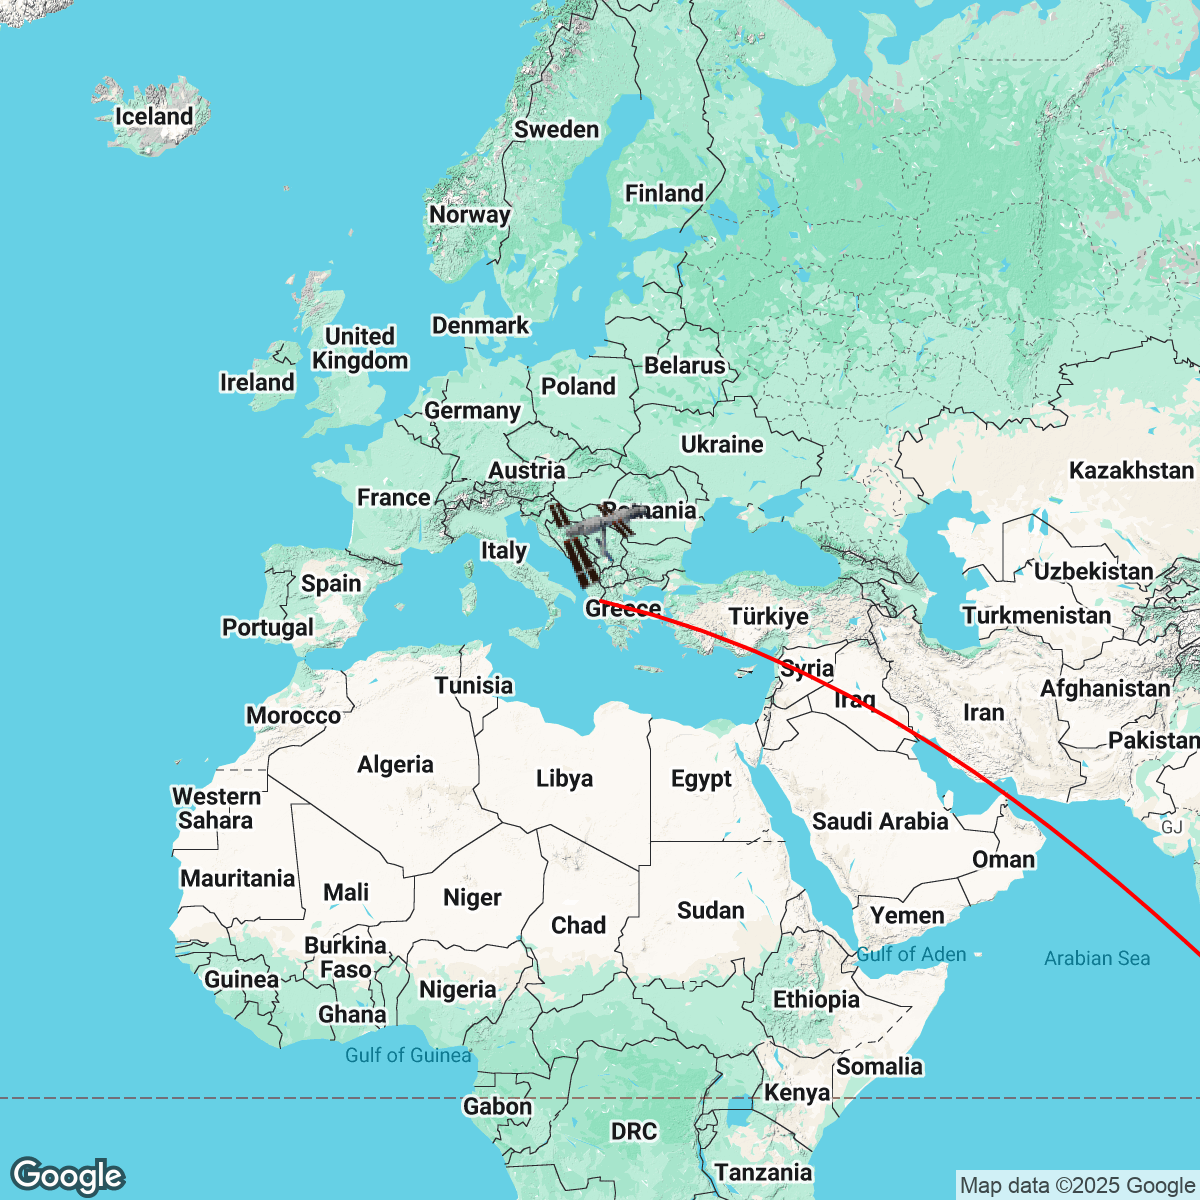 Iceland
Sweden
Finland
Norway
Denmark
United
Kingdom
Ireland
Belarus
Poland
Germany
Ukraine
Austria
Kazakhstan
France
Romania
Italy
Uzbekistan
Spain
Greece
Türkiye
Turkmenistan
Portugal
Syria
Tunisia
Afghanistan
Iraq
Morocco
Iran
Pakistan
Algeria
Libya
Egypt
Western
Sahara
Saudi Arabia
GJ
Oman
Mauritania
Mali
Niger
Sudan
Yemen
Chad
Burkina
Faso
Gulf of Aden
Arabian Sea
Guinea
Nigeria
Ethiopia
Ghana
Gulf of Guinea
Somalia
Kenya
Gabon
DRC
Tanzania
Google
Map data ©2025 Google